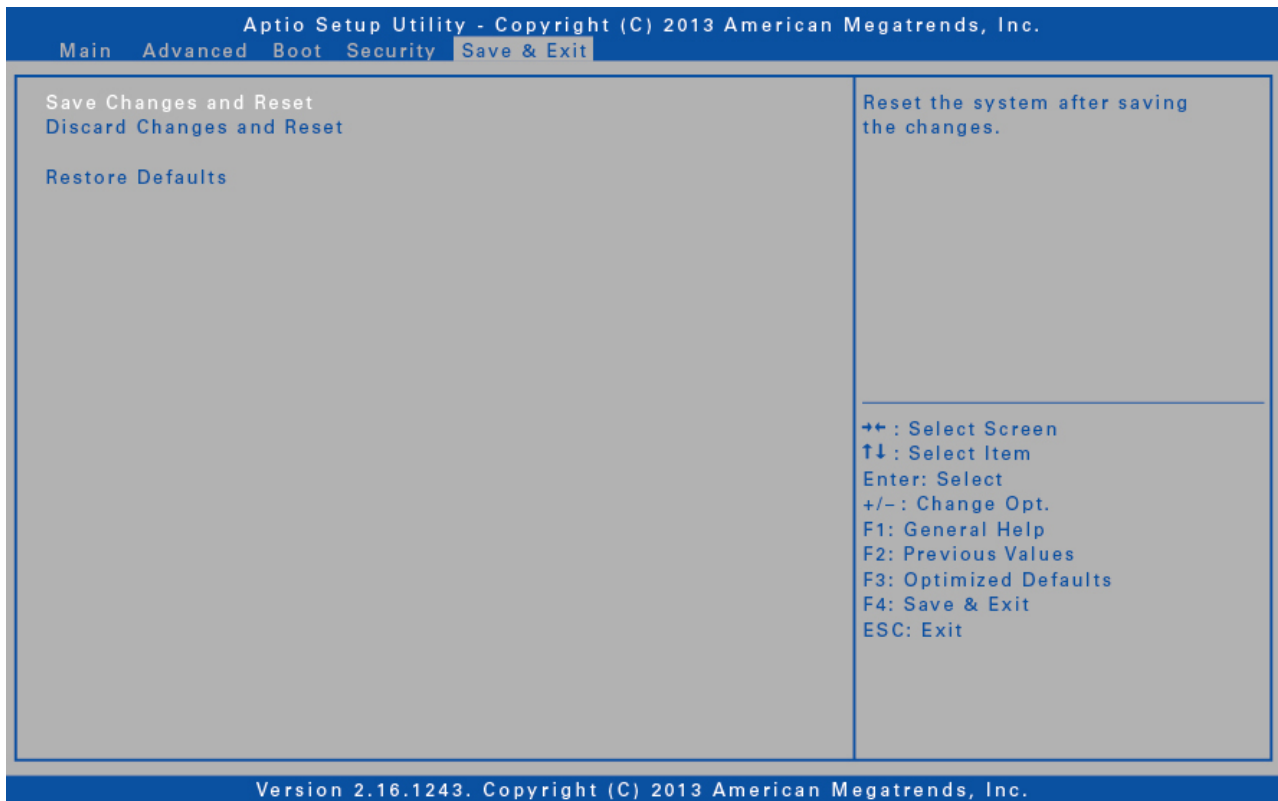 Aptio Setup Utility - Copyright (C) 2013 American Megatrends, Inc.
Main Advanced Boot Security Save & Exit
Save Changes and Reset
Discard Changes and Reset
Restore Defaults
Reset the system after saving
the changes.
→← : Select Screen
↑↓ : Select Item
Enter: Select
+/– : Change Opt.
F1: General Help
F2: Previous Values
F3: Optimized Defaults
F4: Save & Exit
ESC: Exit
Version 2.16.1243. Copyright (C) 2013 American Megatrends, Inc.